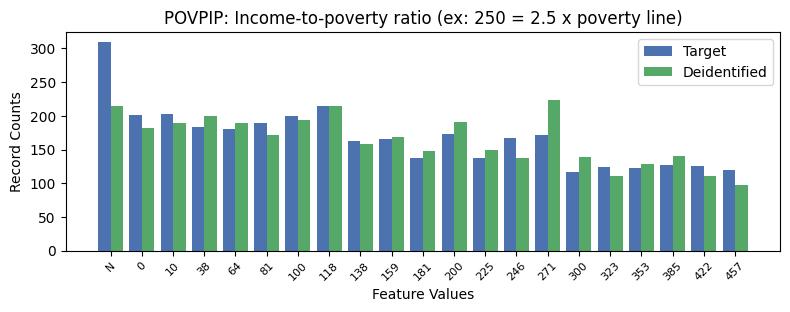 POVPIP: Income-to-poverty ratio (ex: 250 = 2.5 x poverty line)
Target
Deidentified
Record Counts
300
250
200
150
100
50
0
N 0 10 38 64 81 100 118 138 159 181 200 225 246 271 300 323 353 385 422 457
Feature Values